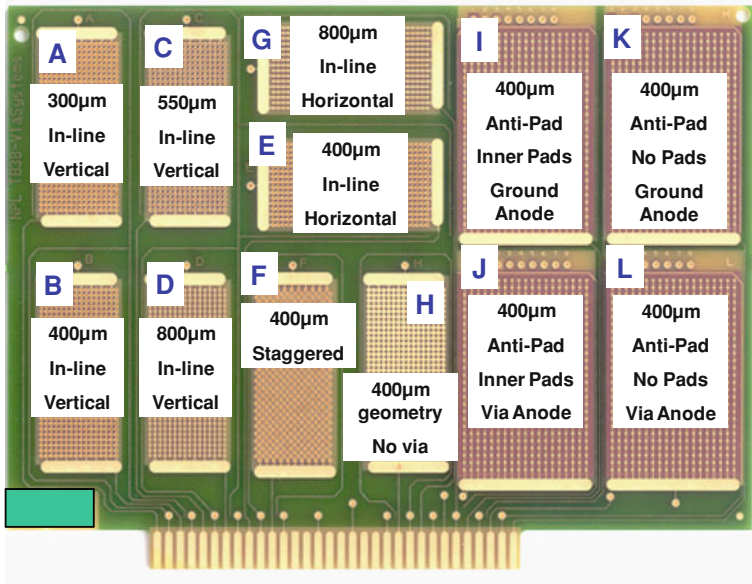 A
300µm
In-line
Vertical
C
550µm
In-line
Vertical
G
800µm
In-line
Horizontal
E
400µm
In-line
Horizontal
I
400µm
Anti-Pad
Inner Pads
Ground
Anode
K
400µm
Anti-Pad
No Pads
Ground
Anode
B
400µm
In-line
Vertical
D
800µm
In-line
Vertical
F
400µm
Staggered
H
400µm
geometry
No via
J
400µm
Anti-Pad
Inner Pads
Via Anode
L
400µm
Anti-Pad
No Pads
Via Anode
NPL TB38-ViaSystems
A
C
B
D
F
H
K
L